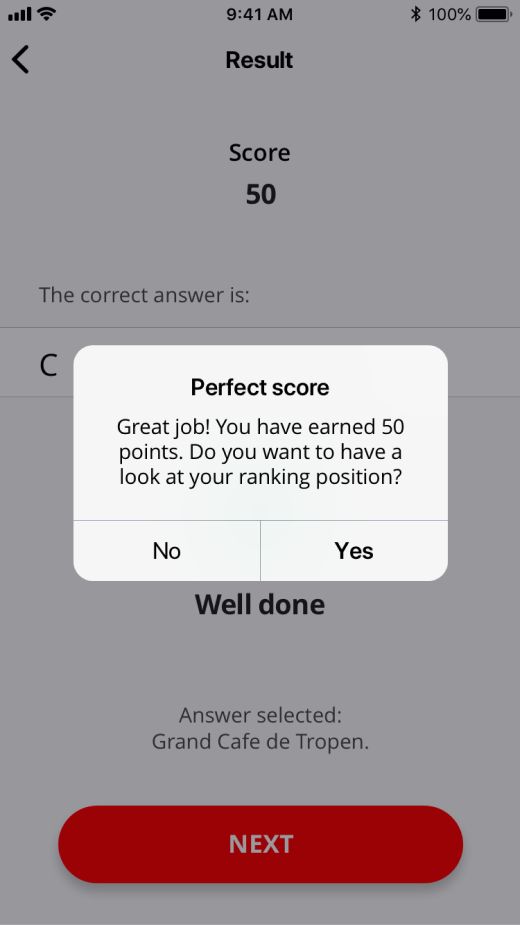 9:41 AM
100%
Result
Score
50
The correct answer is:
C
Perfect score
Great job! You have earned 50
points. Do you want to have a
look at your ranking position?
No
Yes
Well done
Answer selected:
Grand Cafe de Tropen.
NEXT